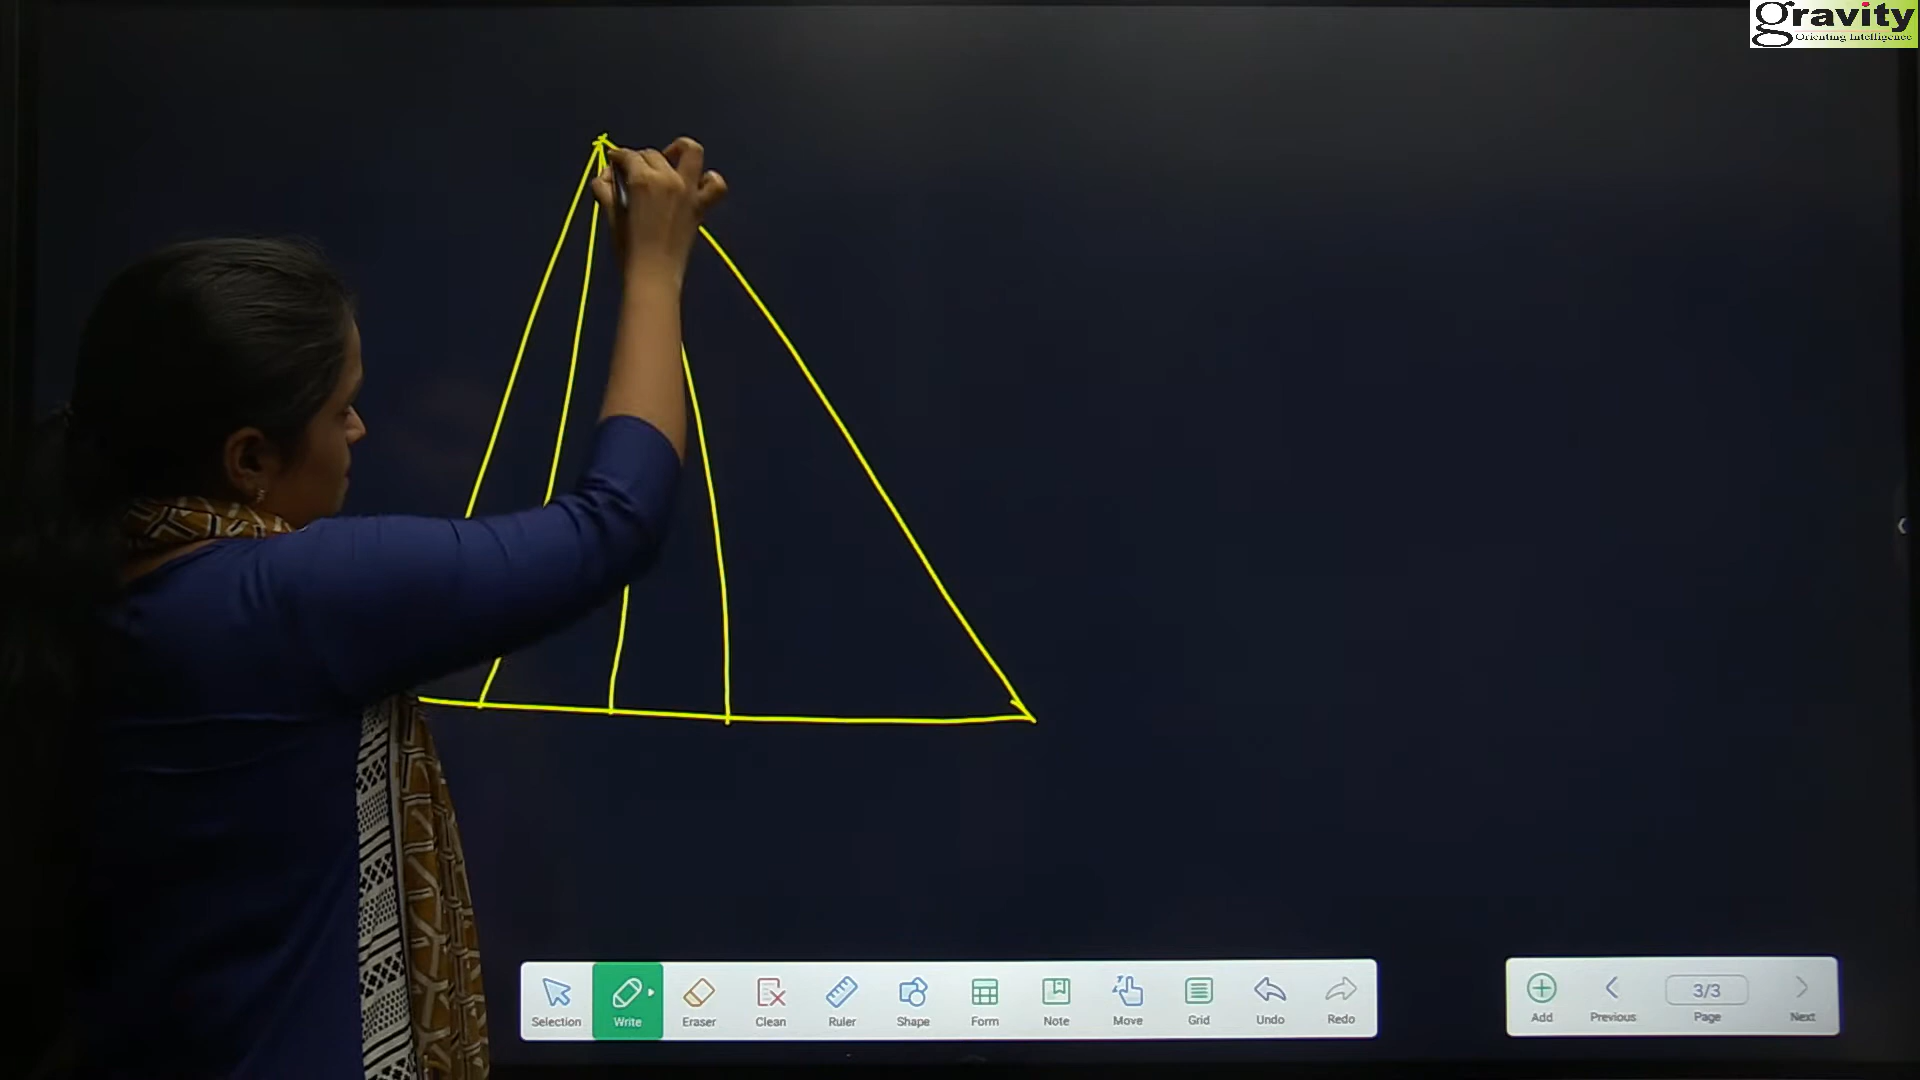 gravity
Orienting Intelligence
Selection
Write
Eraser
Clean
Ruler
Shape
Form
Note
Move
Grid
Undo
Redo
Add
Previous
3/3
Page
Next